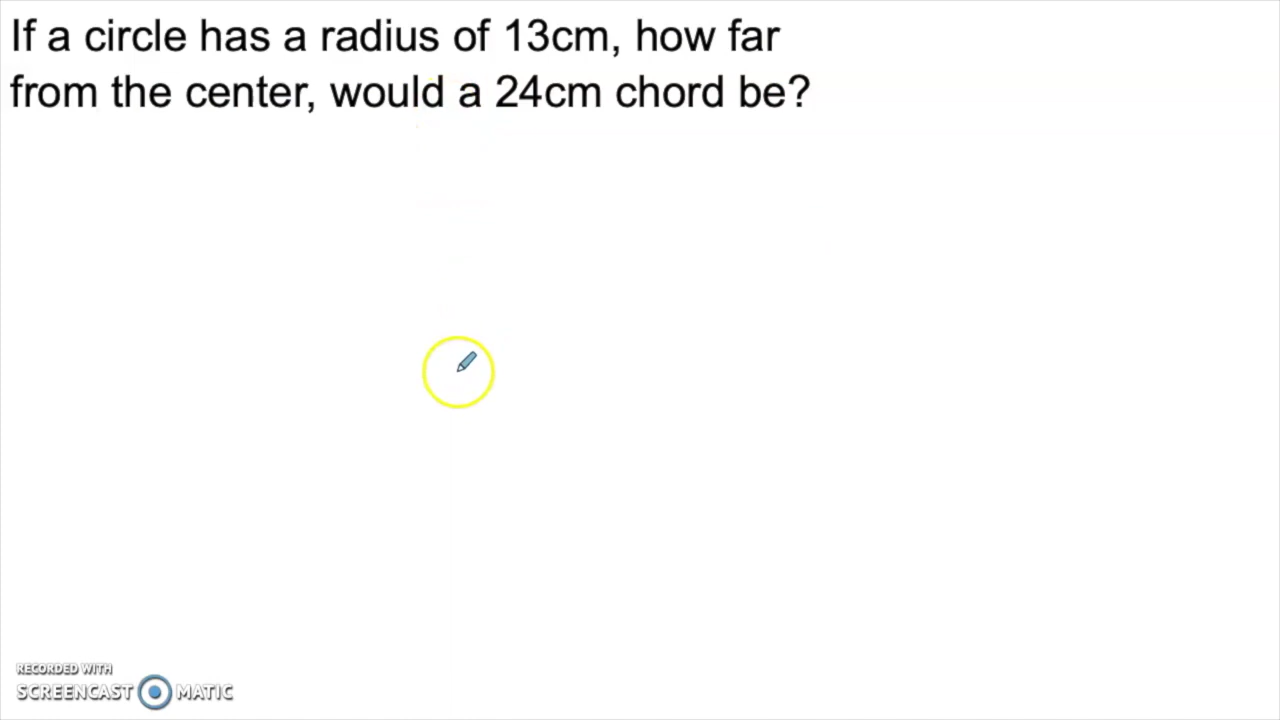 If a circle has a radius of 13cm, how far
from the center, would a 24cm chord be?
RECORDED WITH
SCREENCAST MATIC